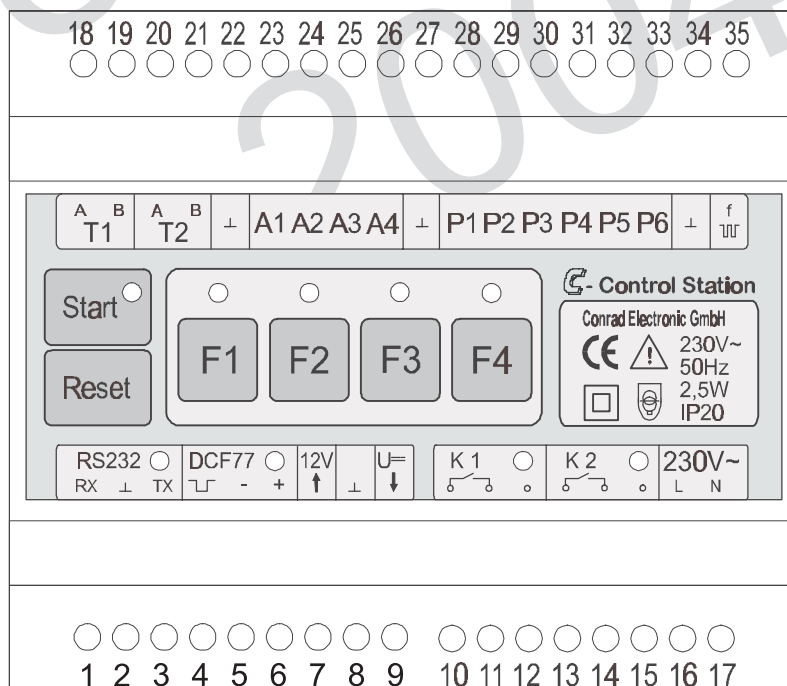 2004
18 19 20 21 22 23 24 25 26 27 28 29 30 31 32 33 34 35
A B A B f
T1 T2 ⊥ A1 A2 A3 A4 ⊥ P1 P2 P3 P4 P5 P6 ⊥
Start
C - Control Station
Conrad Electronic GmbH
CE 230V~
50Hz
2,5W
IP20
F1 F2 F3 F4
Reset
RS232 DCF77 12V U= K 1 K 2 230V~
RX ⊥ TX - + ↑ ⊥ ↓ L N
1 2 3 4 5 6 7 8 9 10 11 12 13 14 15 16 17